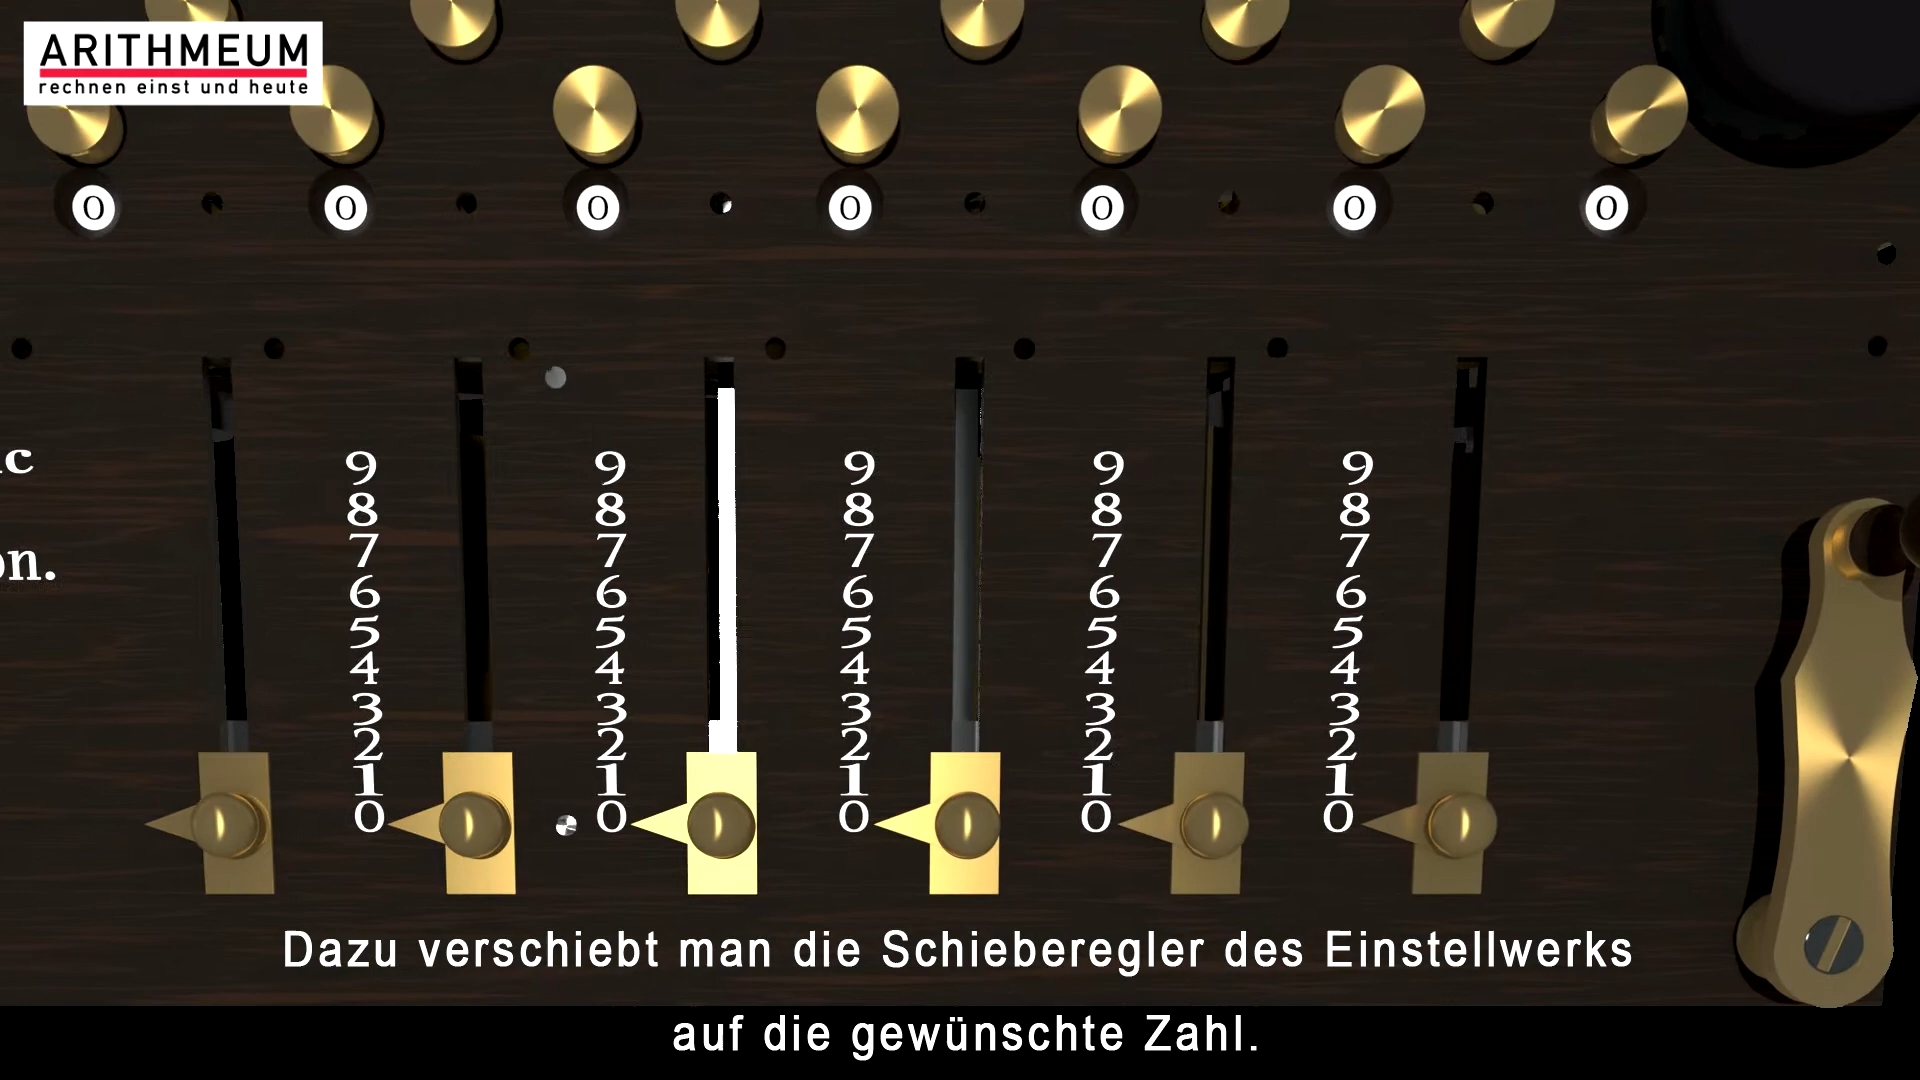 ARITHMEUM
rechnen einst und heute
0 0 0 0 0 0 0
ic
on.
9 9 9 9 9
8 8 8 8 8
7 7 7 7 7
6 6 6 6 6
5 5 5 5 5
4 4 4 4 4
3 3 3 3 3
2 2 2 2 2
1 1 1 1 1
0 0 0 0 0
Dazu verschiebt man die Schieberegler des Einstellwerks
auf die gewünschte Zahl.